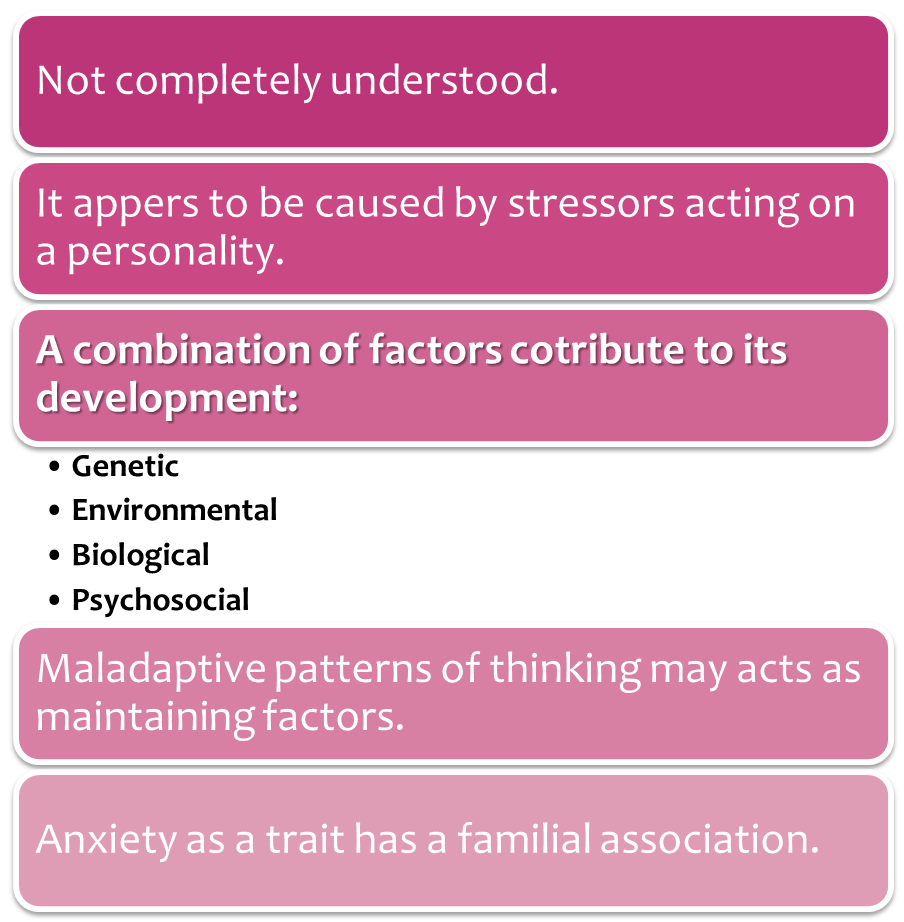 Not completely understood.
It appers to be caused by stressors acting on
a personality.
A combination of factors cotribute to its
development:
• Genetic
• Environmental
• Biological
• Psychosocial
Maladaptive patterns of thinking may acts as
maintaining factors.
Anxiety as a trait has a familial association.